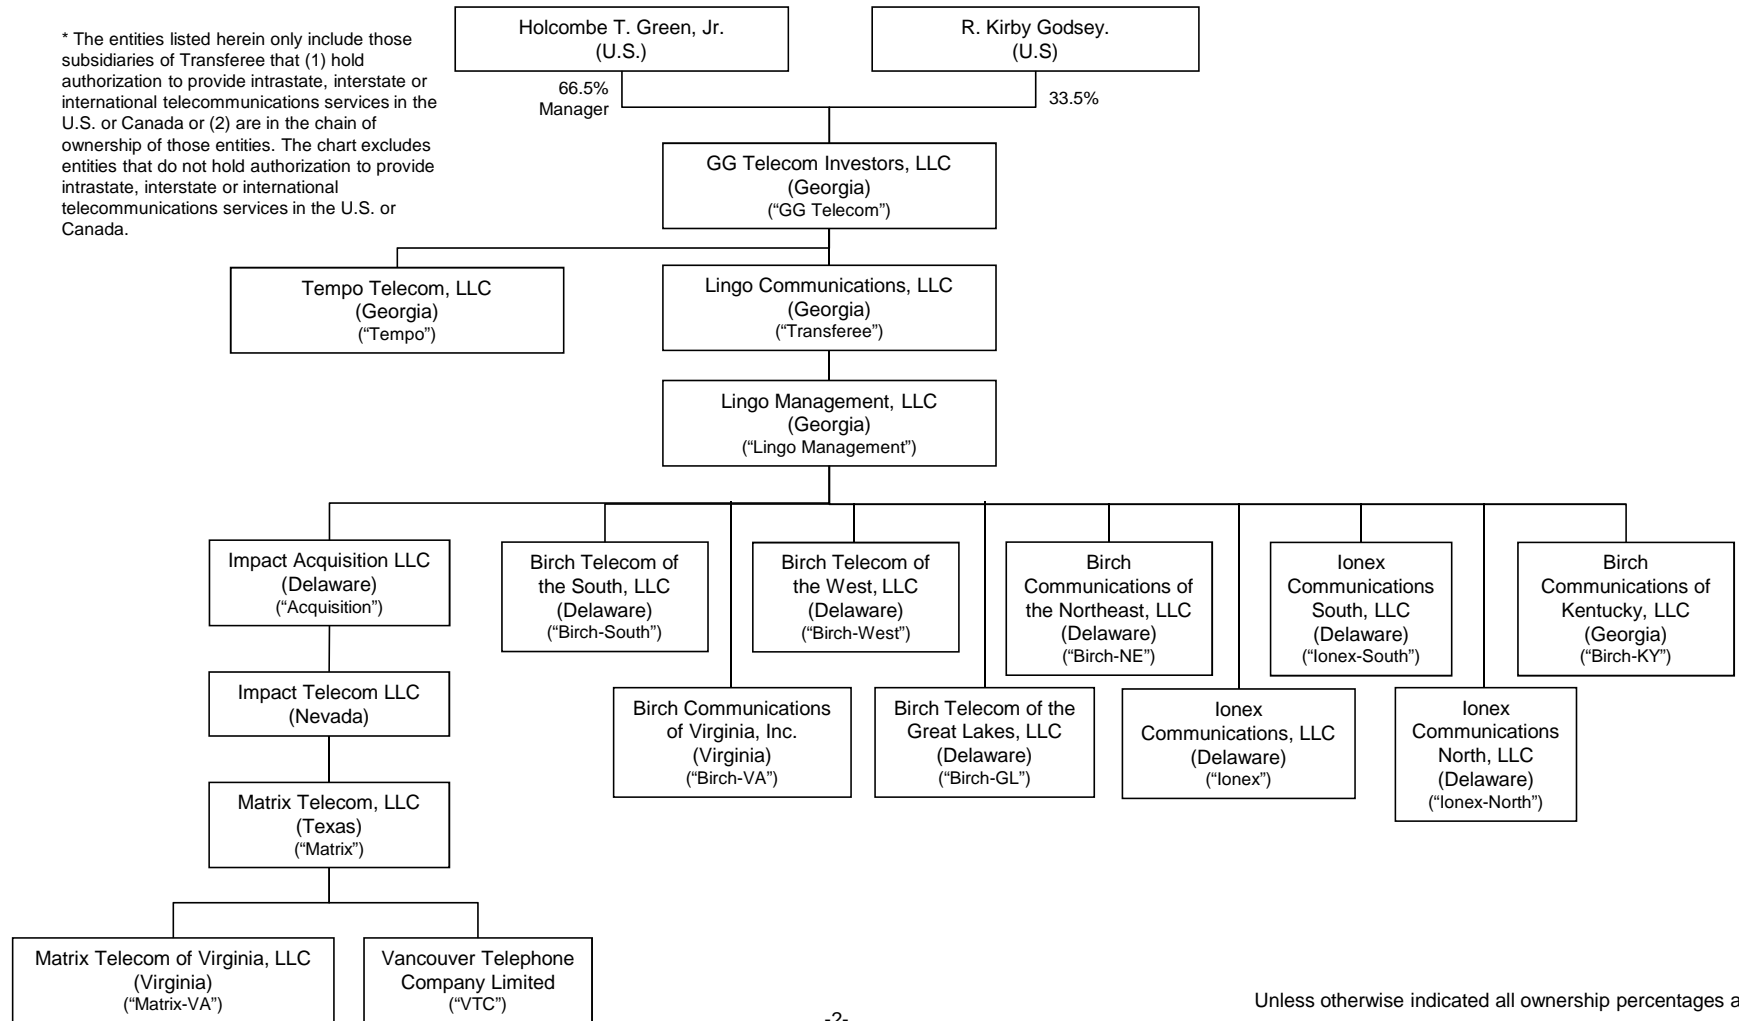 Holcombe T. Green, Jr.
(U.S.)
R. Kirby Godsey.
(U.S)
* The entities listed herein only include those
subsidiaries of Transferee that (1) hold
authorization to provide intrastate, interstate or
international telecommunications services in the
U.S. or Canada or (2) are in the chain of
ownership of those entities. The chart excludes
entities that do not hold authorization to provide
intrastate, interstate or international
telecommunications services in the U.S. or
Canada.
66.5%
Manager
33.5%
GG Telecom Investors, LLC
(Georgia)
(“GG Telecom”)
Tempo Telecom, LLC
(Georgia)
(“Tempo”)
Lingo Communications, LLC
(Georgia)
(“Transferee”)
Lingo Management, LLC
(Georgia)
(“Lingo Management”)
Impact Acquisition LLC
(Delaware)
(“Acquisition”)
Birch Telecom of
the South, LLC
(Delaware)
(“Birch-South”)
Birch Telecom of
the West, LLC
(Delaware)
(“Birch-West”)
Birch
Communications of
the Northeast, LLC
(Delaware)
(“Birch-NE”)
Ionex
Communications
South, LLC
(Delaware)
(“Ionex-South”)
Birch
Communications of
Kentucky, LLC
(Georgia)
(“Birch-KY”)
Impact Telecom LLC
(Nevada)
Birch Communications
of Virginia, Inc.
(Virginia)
(“Birch-VA”)
Birch Telecom of the
Great Lakes, LLC
(Delaware)
(“Birch-GL”)
Ionex
Communications, LLC
(Delaware)
(“Ionex”)
Ionex
Communications
North, LLC
(Delaware)
(“Ionex-North”)
Matrix Telecom, LLC
(Texas)
(“Matrix”)
Matrix Telecom of Virginia, LLC
(Virginia)
(“Matrix-VA”)
Vancouver Telephone
Company Limited
(“VTC”)
Unless otherwise indicated all ownership percentages a
-2-